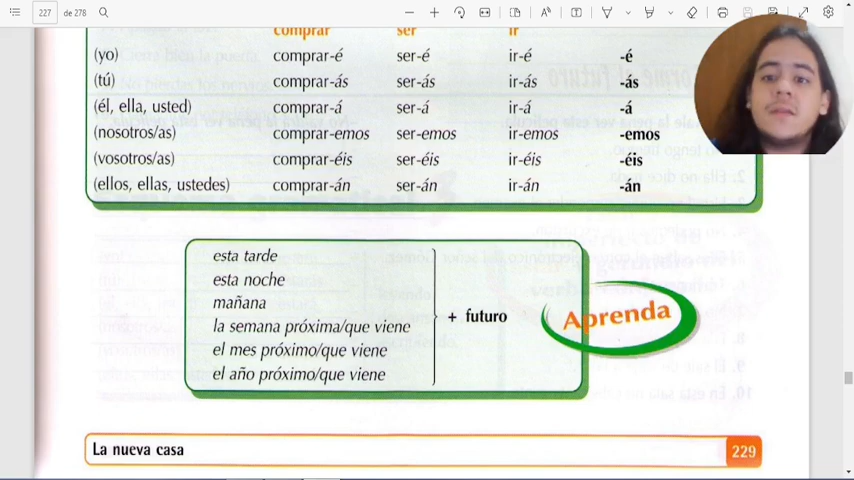 227 de 278
comprar ser ir
(yo) comprar-é ser-é ir-é -é
(tú) comprar-ás ser-ás ir-ás -ás
(él, ella, usted) comprar-á ser-á ir-á -á
(nosotros/as) comprar-emos ser-emos ir-emos -emos
(vosotros/as) comprar-éis ser-éis ir-éis -éis
(ellos, ellas, ustedes) comprar-án ser-án ir-án -án
esta tarde
esta noche
mañana
la semana próxima/que viene
el mes próximo/que viene
el año próximo/que viene
+ futuro
Aprenda
La nueva casa
229